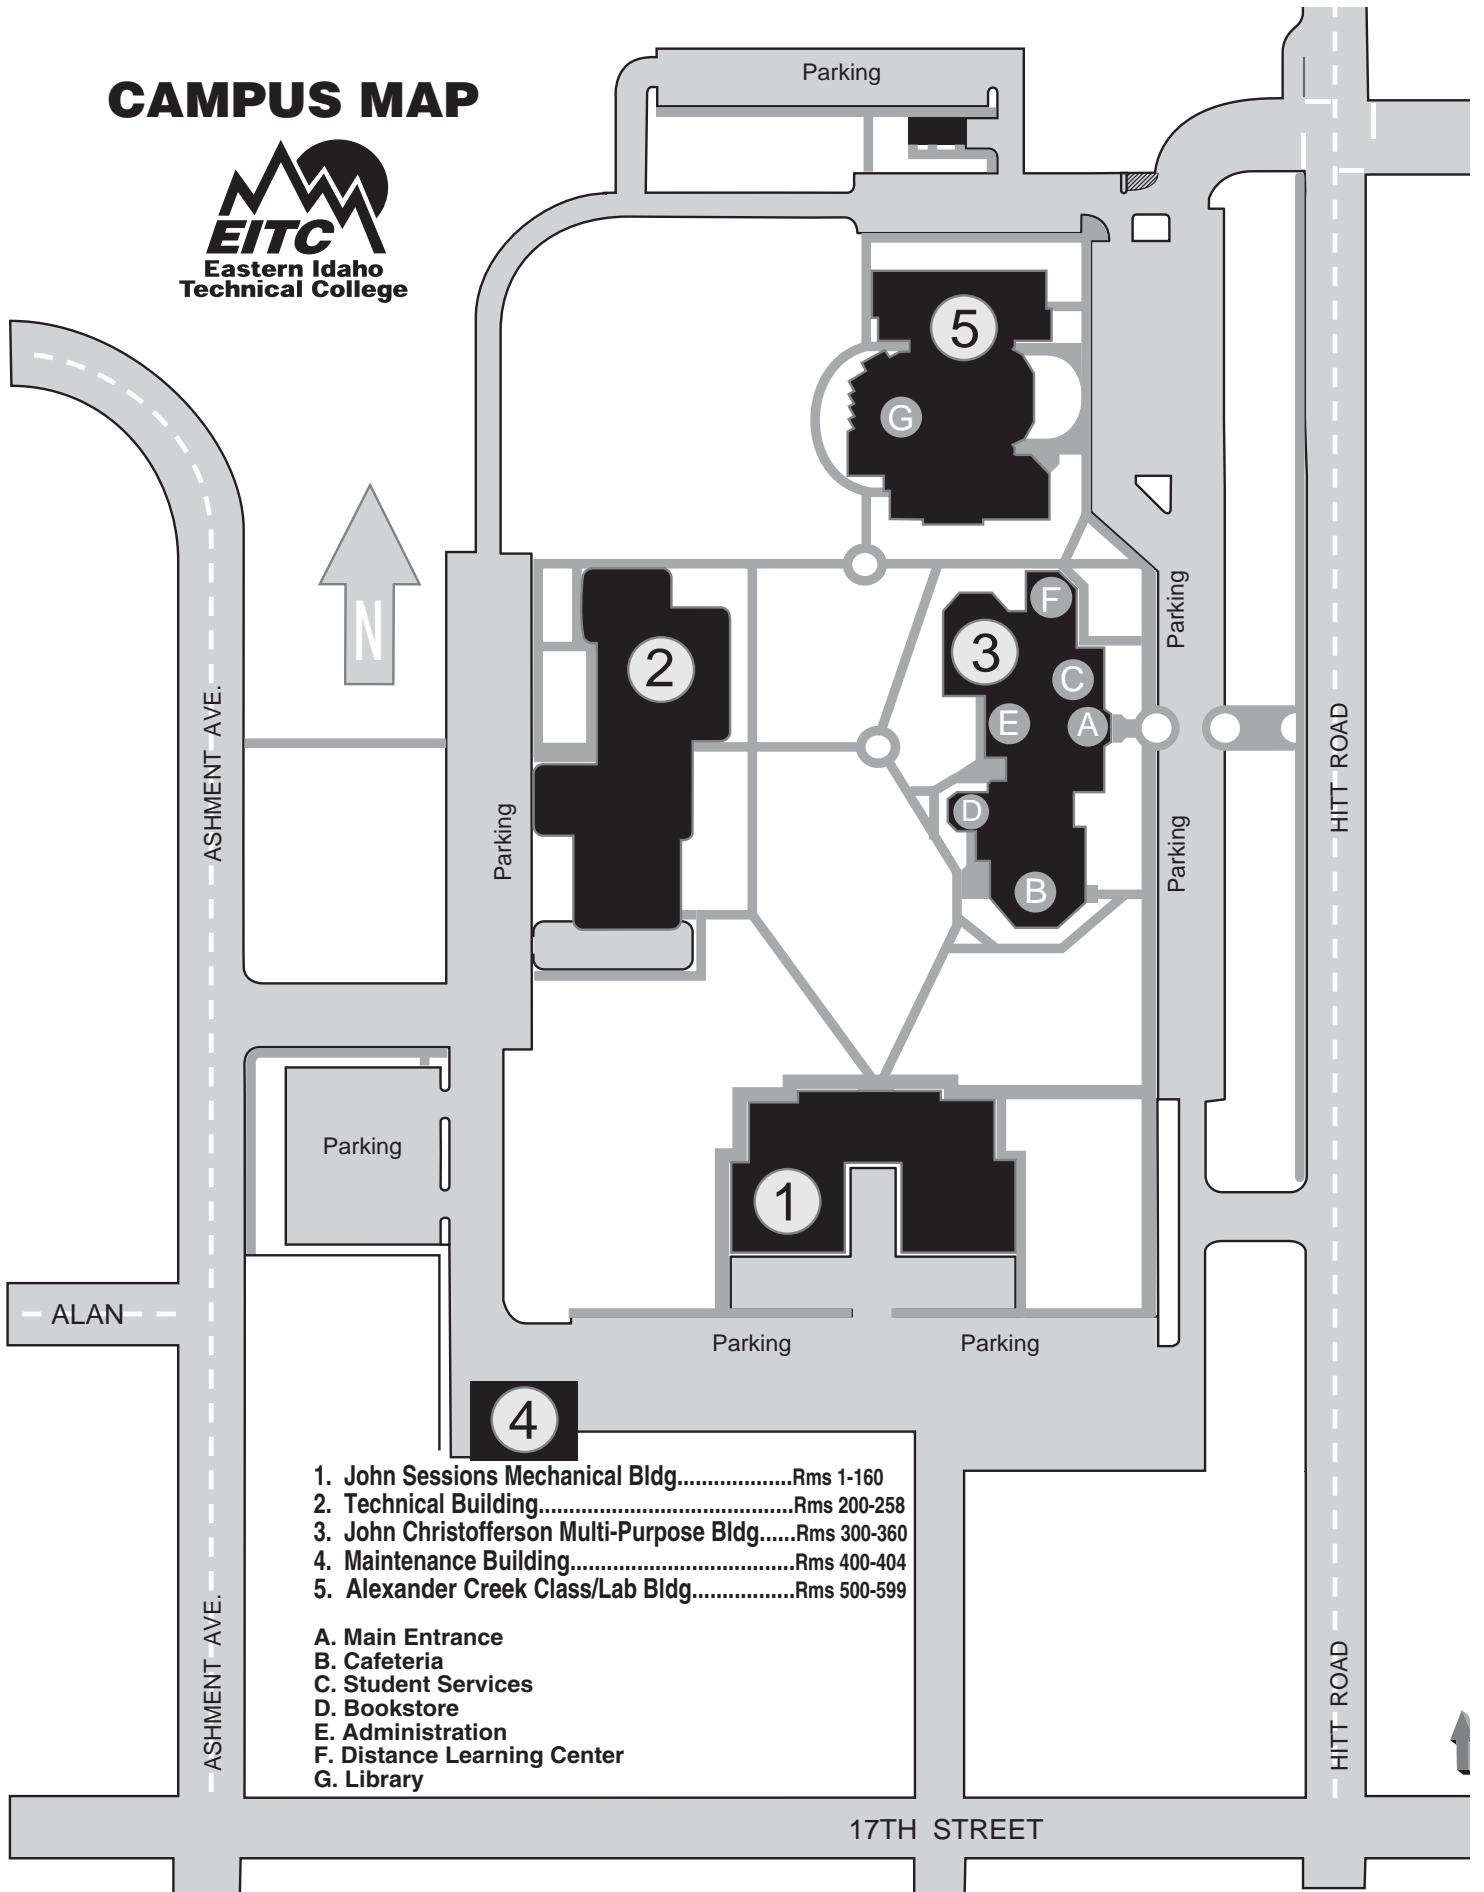 CAMPUS MAP
EITC
Eastern Idaho
Technical College
Parking
5
G
N
2
3
F
C
E
A
D
B
Parking
Parking
Parking
ASHMENT AVE.
HITT ROAD
Parking
1
ALAN
Parking
Parking
4
1. John Sessions Mechanical Bldg...................Rms 1-160
2. Technical Building...........................................Rms 200-258
3. John Christofferson Multi-Purpose Bldg......Rms 300-360
4. Maintenance Building......................................Rms 400-404
5. Alexander Creek Class/Lab Bldg.................Rms 500-599
A. Main Entrance
B. Cafeteria
C. Student Services
D. Bookstore
E. Administration
F. Distance Learning Center
G. Library
ASHMENT AVE.
HITT ROAD
17TH STREET